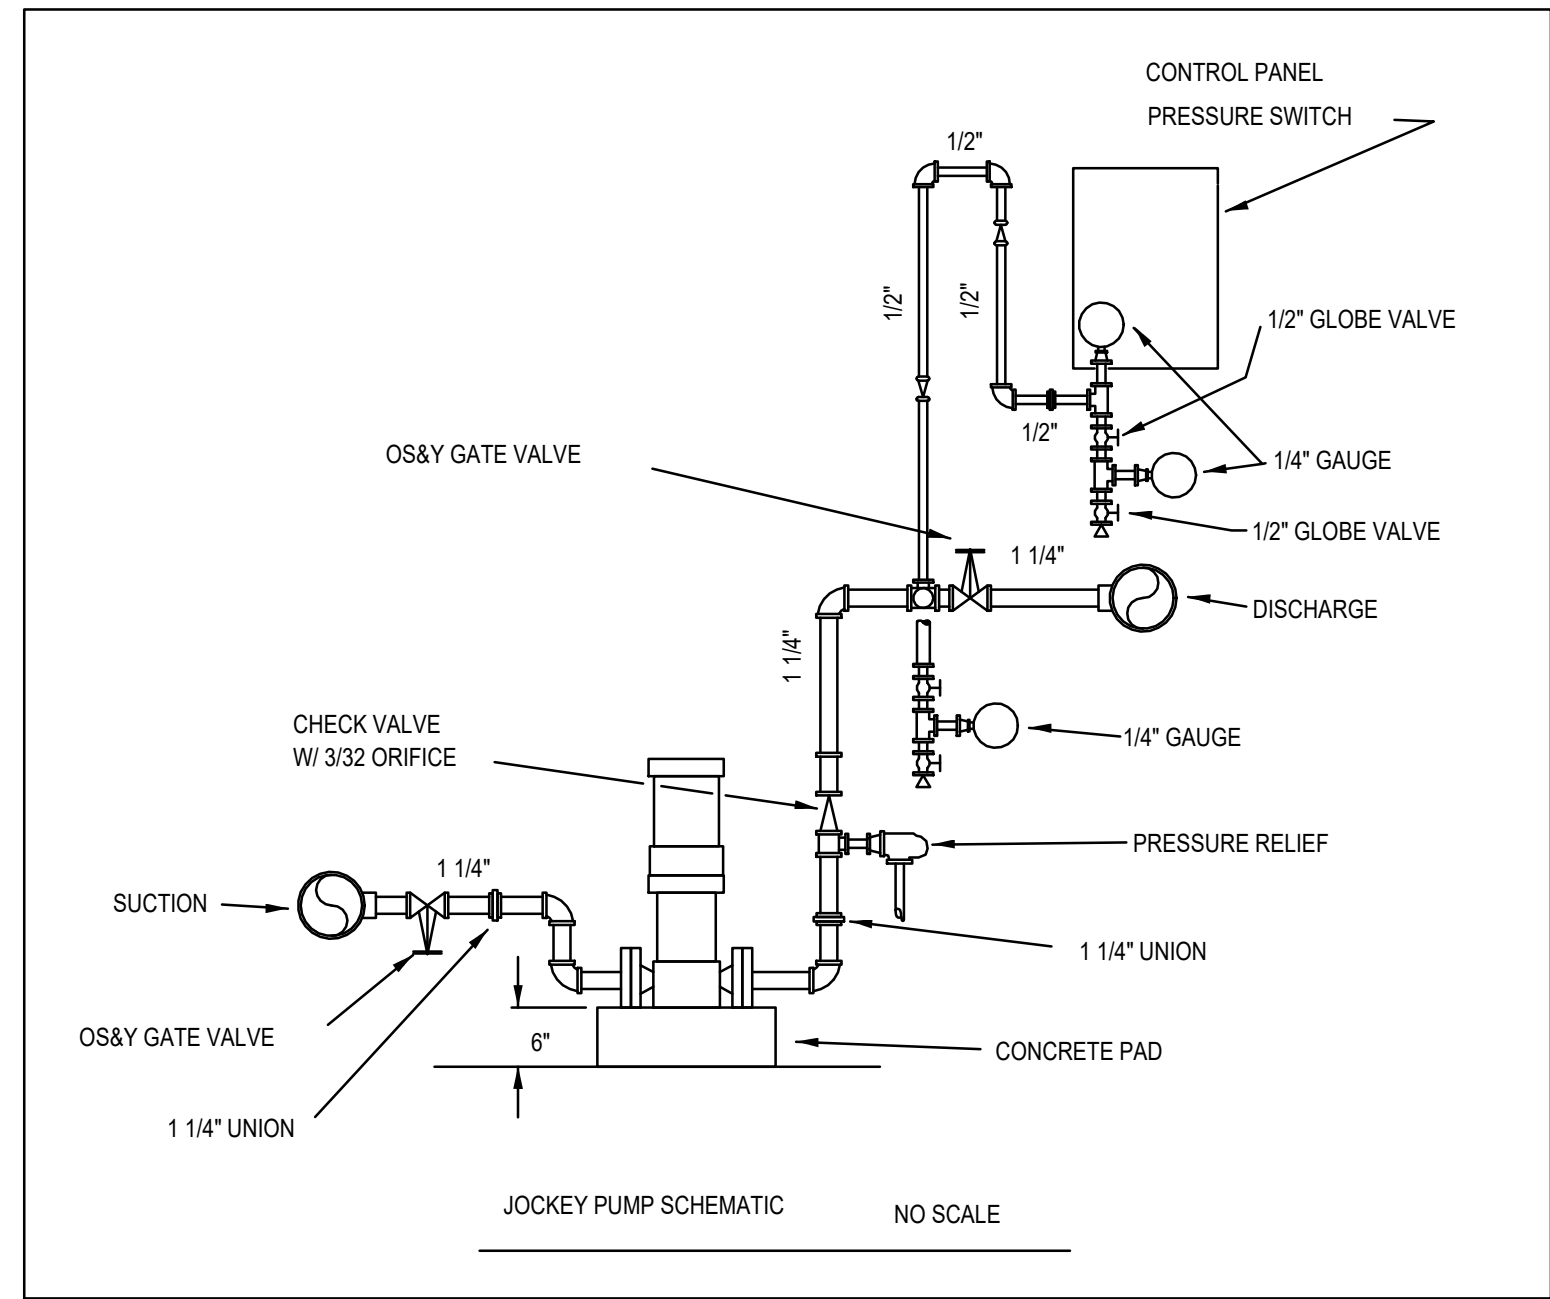 CONTROL PANEL
PRESSURE SWITCH
1/2"
1/2"
1/2"
1/2" GLOBE VALVE
1/2"
OS&Y GATE VALVE
1/4" GAUGE
1/2" GLOBE VALVE
1 1/4"
DISCHARGE
1 1/4"
CHECK VALVE
W/ 3/32 ORIFICE
1/4" GAUGE
PRESSURE RELIEF
1 1/4"
SUCTION
1 1/4" UNION
OS&Y GATE VALVE
6"
CONCRETE PAD
1 1/4" UNION
JOCKEY PUMP SCHEMATIC
NO SCALE